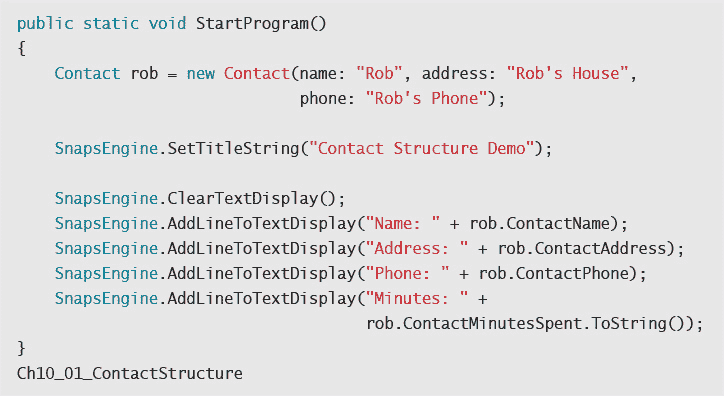 public static void StartProgram()
{
    Contact rob = new Contact(name: "Rob", address: "Rob's House",
                              phone: "Rob's Phone");

    SnapsEngine.SetTitleString("Contact Structure Demo");

    SnapsEngine.ClearTextDisplay();
    SnapsEngine.AddLineToTextDisplay("Name: " + rob.ContactName);
    SnapsEngine.AddLineToTextDisplay("Address: " + rob.ContactAddress);
    SnapsEngine.AddLineToTextDisplay("Phone: " + rob.ContactPhone);
    SnapsEngine.AddLineToTextDisplay("Minutes: " +
                                     rob.ContactMinutesSpent.ToString());
}
Ch10_01_ContactStructure